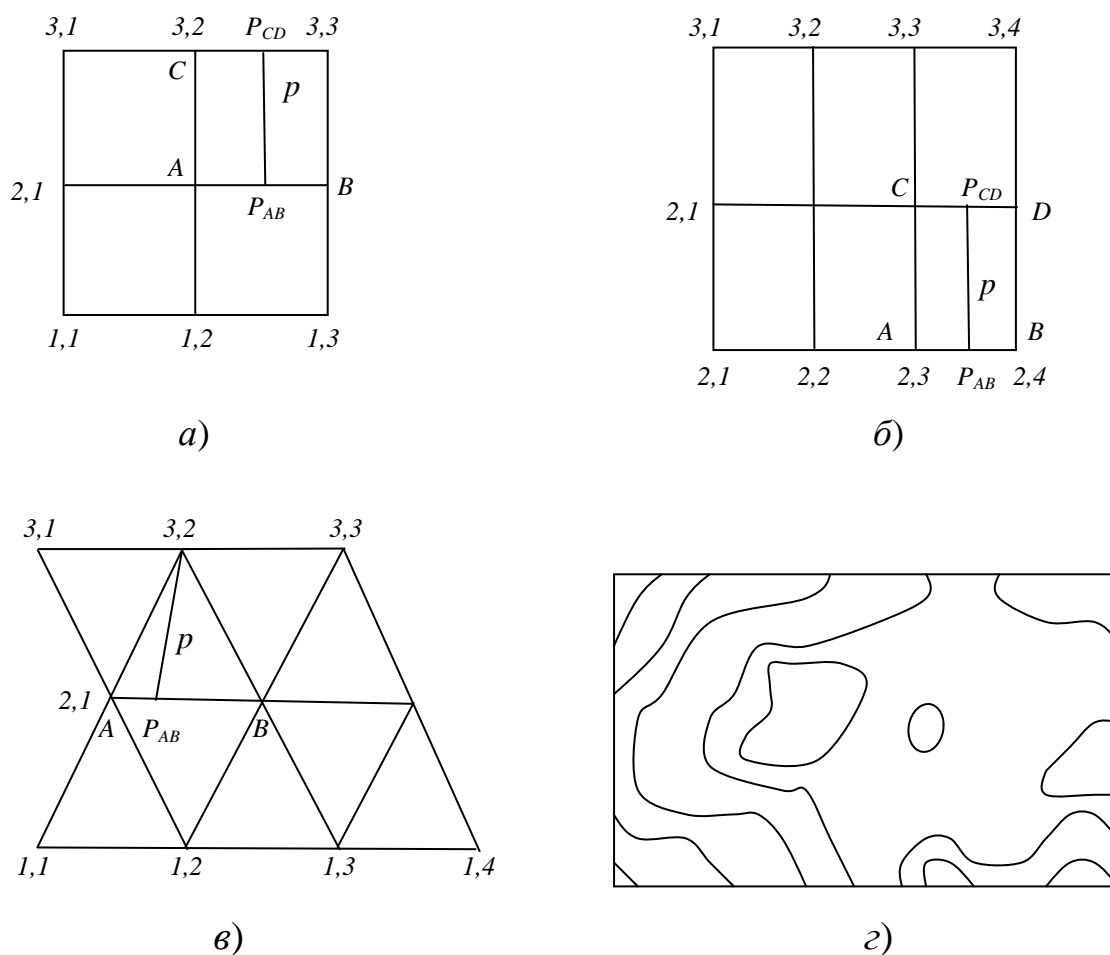 3,1 3,2 P_CD 3,3
C p
A
2,1 B
P_AB
1,1 1,2 1,3
а)
3,1 3,2 3,3 3,4
C P_CD
2,1 D
p
A B
2,1 2,2 2,3 P_AB 2,4
б)
3,1 3,2 3,3
p
2,1
A P_AB B
1,1 1,2 1,3 1,4
в)
г)